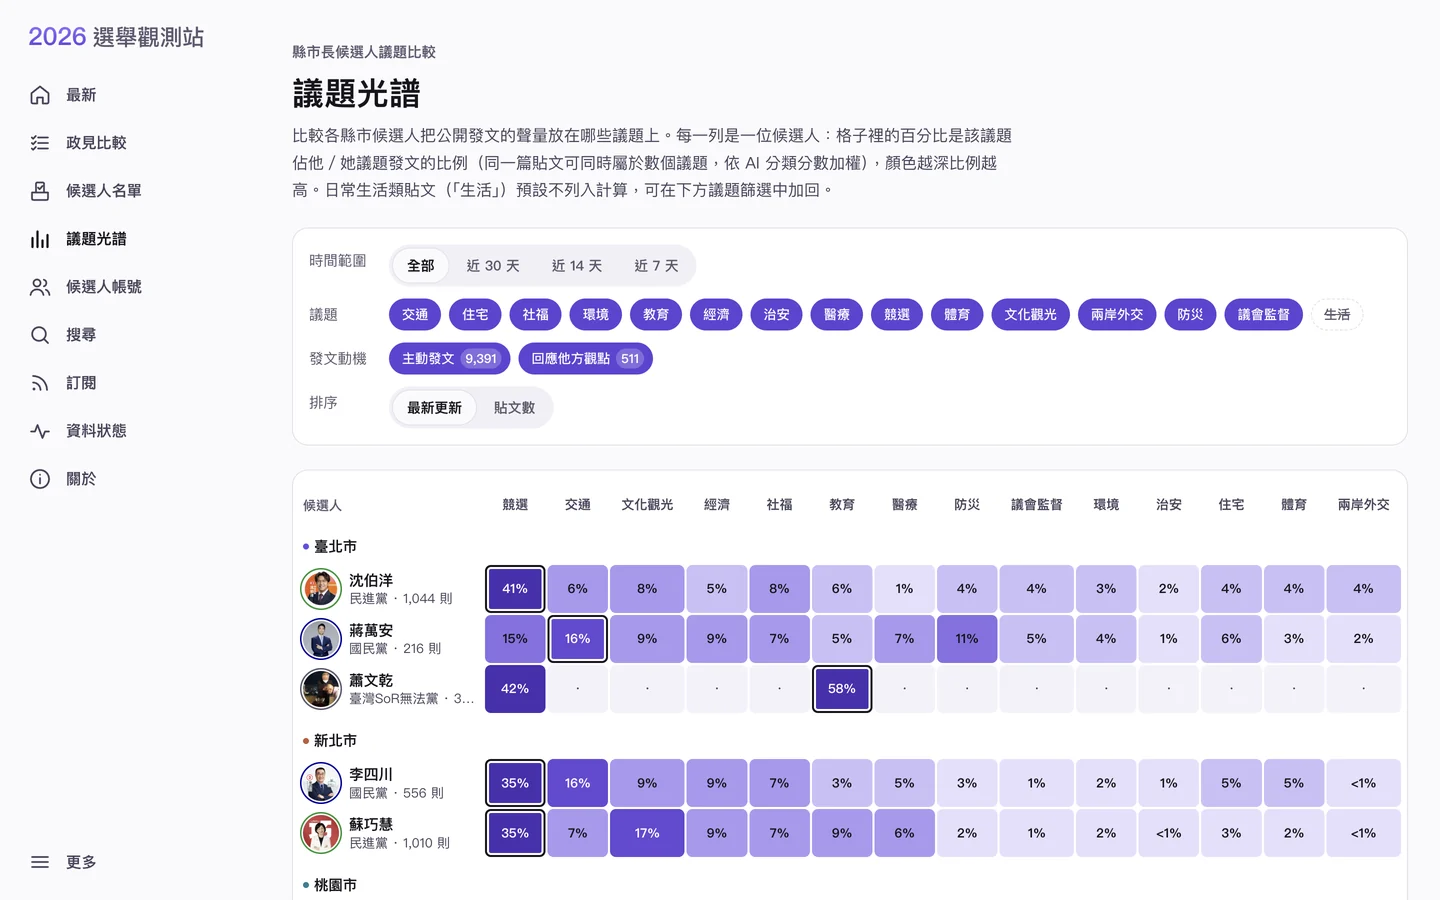 2026 選舉觀測站
最新
政見比較
候選人名單
議題光譜
候選人帳號
搜尋
訂閱
資料狀態
關於
更多
縣市長候選人議題比較
議題光譜
比較各縣市候選人把公開發文的聲量放在哪些議題上。每一列是一位候選人：格子裡的百分比是該議題
佔他 / 她議題發文的比例（同一篇貼文可同時屬於數個議題，依 AI 分類分數加權），顏色越深比例越
高。日常生活類貼文（「生活」）預設不列入計算，可在下方議題篩選中加回。
時間範圍 全部 近 30 天 近 14 天 近 7 天
議題 交通 住宅 社福 環境 教育 經濟 治安 醫療 競選 體育 文化觀光 兩岸外交 防災 議會監督 生活
發文動機 主動發文 9,391 回應他方觀點 511
排序 最新更新 貼文數
候選人 競選 交通 文化觀光 經濟 社福 教育 醫療 防災 議會監督 環境 治安 住宅 體育 兩岸外交
臺北市
沈伯洋
民進黨 · 1,044 則
41% 6% 8% 5% 8% 6% 1% 4% 4% 3% 2% 4% 4% 4%
蔣萬安
國民黨 · 216 則
15% 16% 9% 9% 7% 5% 7% 11% 5% 4% 1% 6% 3% 2%
蕭文乾
臺灣SoR無法黨 · 3…
42% · · · · 58% · · · · · · · ·
新北市
李四川
國民黨 · 556 則
35% 16% 9% 9% 7% 3% 5% 3% 1% 2% 1% 5% 5% <1%
蘇巧慧
民進黨 · 1,010 則
35% 7% 17% 9% 7% 9% 6% 2% 1% 2% <1% 3% 2% <1%
桃園市